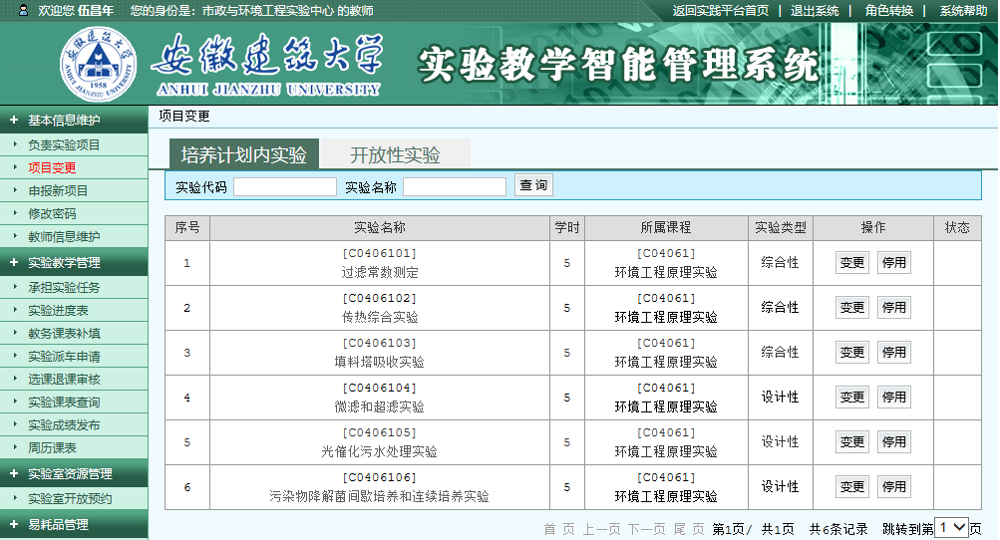 欢迎您 伍昌年 您的身份是：市政与环境工程实验中心 的教师 返回实践平台首页 | 退出系统 | 角色转换 | 系统帮助
安徽建筑大学
ANHUI JIANZHU UNIVERSITY
ANHUI JIANZHU UNIVERSITY
1958
实验教学智能管理系统
基本信息维护
负责实验项目
项目变更
申报新项目
修改密码
教师信息维护
实验教学管理
承担实验任务
实验进度表
教务课表补填
实验派车申请
选课退课审核
实验课表查询
实验成绩发布
周历课表
实验室资源管理
实验室开放预约
易耗品管理
项目变更
培养计划内实验 开放性实验
实验代码 实验名称 查询
序号 实验名称 学时 所属课程 实验类型 操作 状态
1 [C0406101] 过滤常数测定 5 [C04061] 环境工程原理实验 综合性 变更 停用
2 [C0406102] 传热综合实验 5 [C04061] 环境工程原理实验 综合性 变更 停用
3 [C0406103] 填料塔吸收实验 5 [C04061] 环境工程原理实验 综合性 变更 停用
4 [C0406104] 微滤和超滤实验 5 [C04061] 环境工程原理实验 设计性 变更 停用
5 [C0406105] 光催化污水处理实验 5 [C04061] 环境工程原理实验 设计性 变更 停用
6 [C0406106] 污染物降解菌间歇培养和连续培养实验 5 [C04061] 环境工程原理实验 设计性 变更 停用
首 页 上一页 下一页 尾 页 第1页/ 共1页 共6条记录 跳转到第 1 页